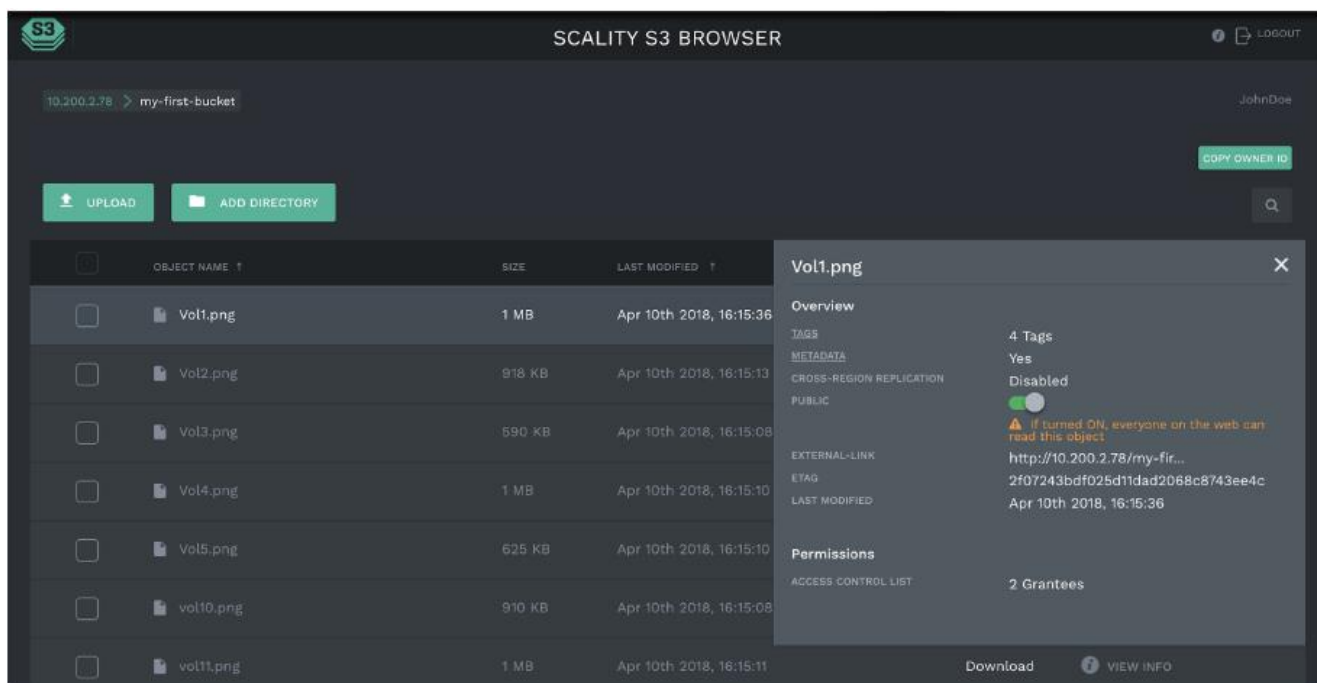 S3
SCALITY S3 BROWSER
LOGOUT
10.200.2.78 > my-first-bucket
JohnDoe
COPY OWNER ID
UPLOAD
ADD DIRECTORY
OBJECT NAME ↑ SIZE LAST MODIFIED ↑
Vol1.png 1 MB Apr 10th 2018, 16:15:36
Vol2.png 918 KB Apr 10th 2018, 16:15:13
Vol3.png 590 KB Apr 10th 2018, 16:15:08
Vol4.png 1 MB Apr 10th 2018, 16:15:10
Vol5.png 625 KB Apr 10th 2018, 16:15:10
vol10.png 910 KB Apr 10th 2018, 16:15:08
vol11.png 1 MB Apr 10th 2018, 16:15:11
Vol1.png
Overview
TAGS 4 Tags
METADATA Yes
CROSS-REGION REPLICATION Disabled
PUBLIC
If turned ON, everyone on the web can
read this object
EXTERNAL-LINK http://10.200.2.78/my-fir...
ETAG 2f07243bdf025d11dad2068c8743ee4c
LAST MODIFIED Apr 10th 2018, 16:15:36
Permissions
ACCESS CONTROL LIST 2 Grantees
Download VIEW INFO